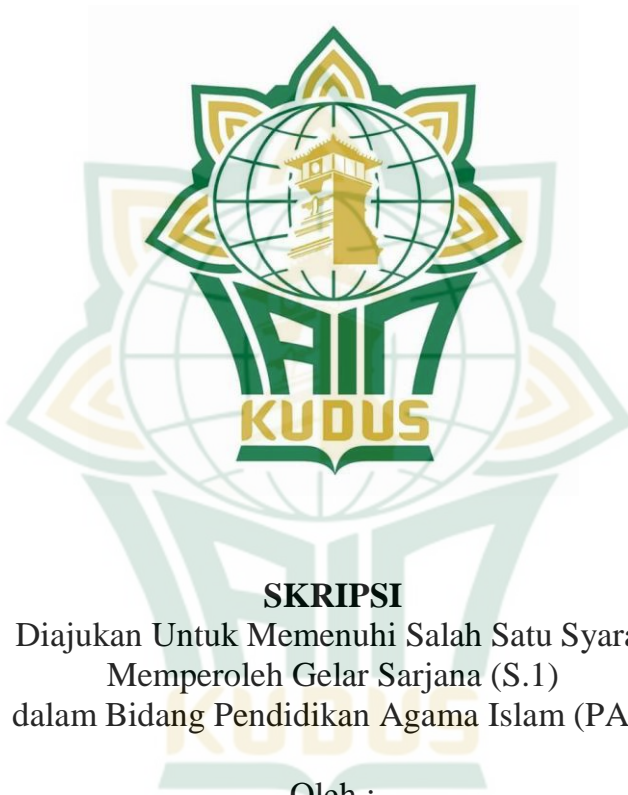 IAIN
KUDUS
SKRIPSI
Diajukan Untuk Memenuhi Salah Satu Syara
Memperoleh Gelar Sarjana (S.1)
dalam Bidang Pendidikan Agama Islam (PA
Oleh :